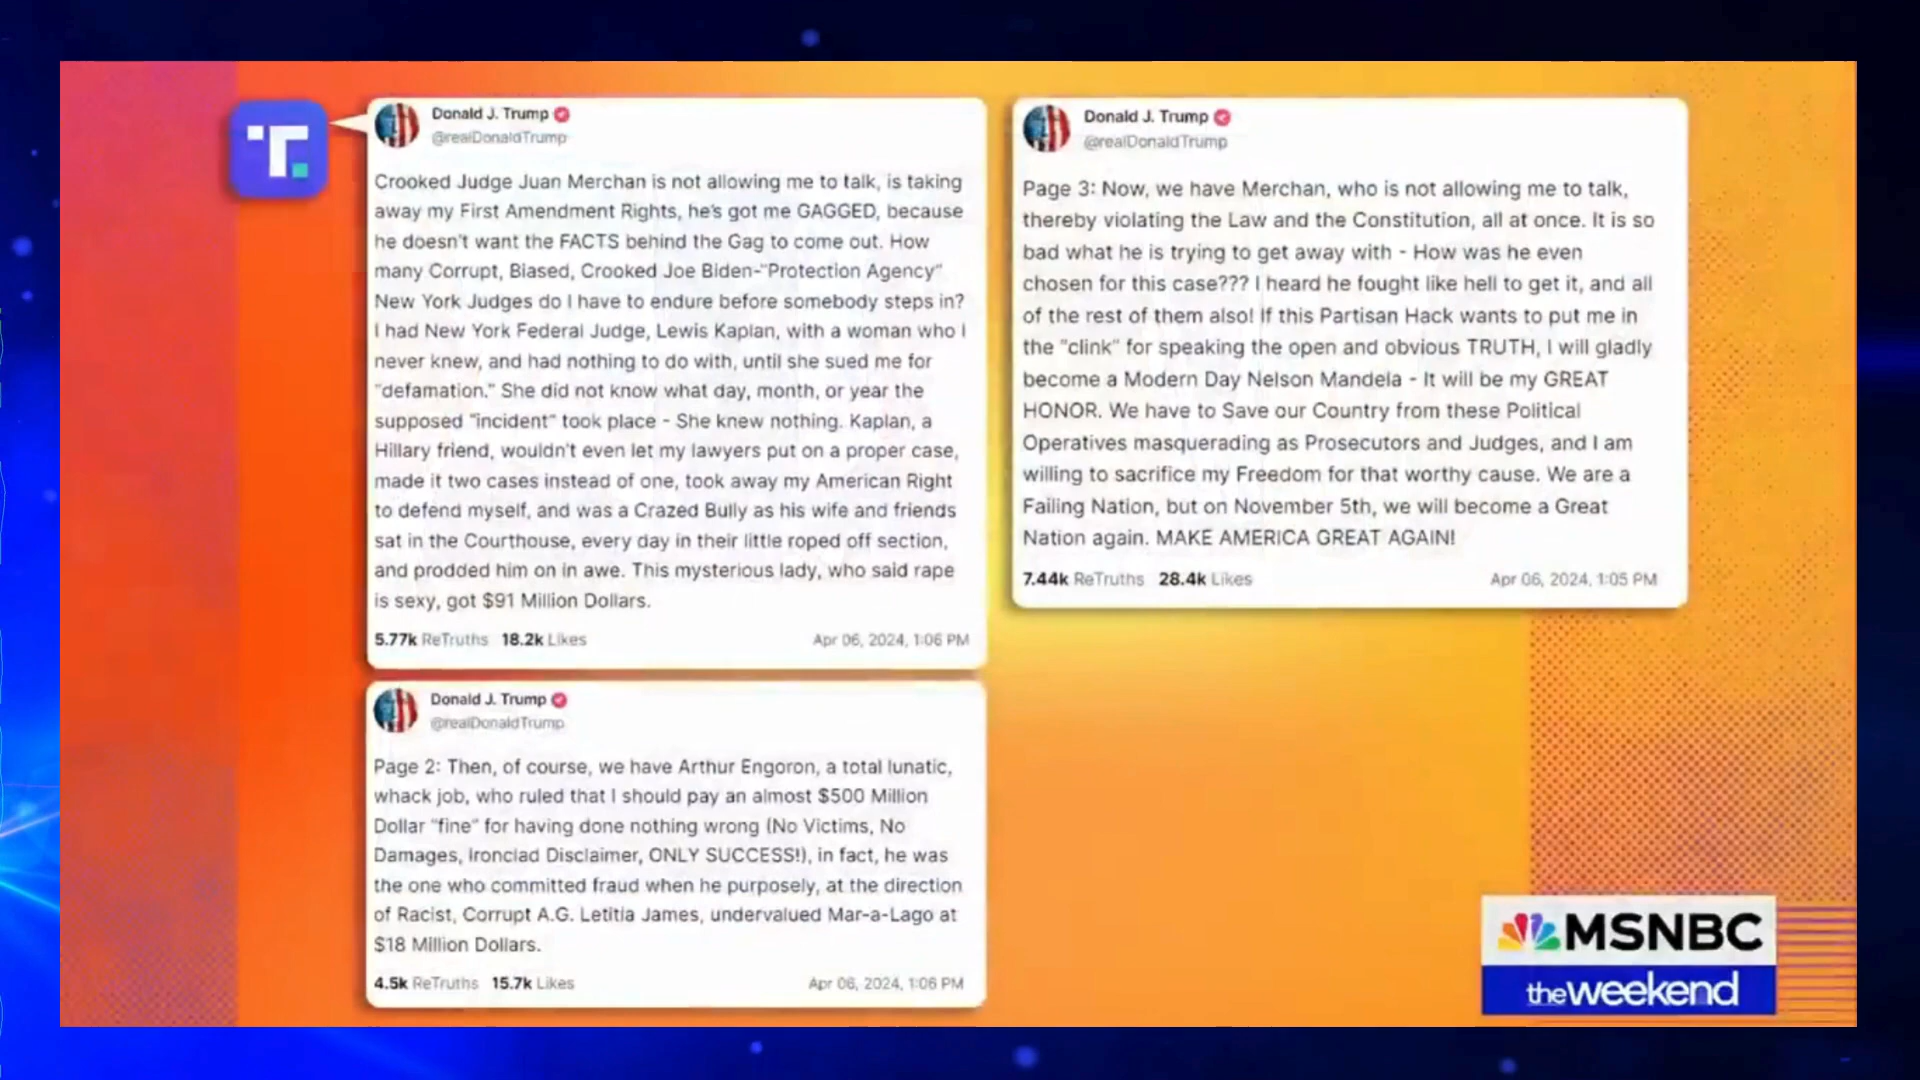 Donald J. Trump
@realDonaldTrump
Crooked Judge Juan Merchan is not allowing me to talk, is taking
away my First Amendment Rights, he's got me GAGGED, because
he doesn't want the FACTS behind the Gag to come out. How
many Corrupt, Biased, Crooked Joe Biden-"Protection Agency"
New York Judges do I have to endure before somebody steps in?
I had New York Federal Judge, Lewis Kaplan, with a woman who I
never knew, and had nothing to do with, until she sued me for
"defamation." She did not know what day, month, or year the
supposed "incident" took place - She knew nothing. Kaplan, a
Hillary friend, wouldn't even let my lawyers put on a proper case,
made it two cases instead of one, took away my American Right
to defend myself, and was a Crazed Bully as his wife and friends
sat in the Courthouse, every day in their little roped off section,
and prodded him on in awe. This mysterious lady, who said rape
is sexy, got $91 Million Dollars.
5.77k ReTruths 18.2k Likes Apr 06, 2024, 1:06 PM
Donald J. Trump
@realDonaldTrump
Page 2: Then, of course, we have Arthur Engoron, a total lunatic,
whack job, who ruled that I should pay an almost $500 Million
Dollar "fine" for having done nothing wrong (No Victims, No
Damages, Ironclad Disclaimer, ONLY SUCCESS!), in fact, he was
the one who committed fraud when he purposely, at the direction
of Racist, Corrupt A.G. Letitia James, undervalued Mar-a-Lago at
$18 Million Dollars.
4.5k ReTruths 15.7k Likes Apr 06, 2024, 1:06 PM
Donald J. Trump
@realDonaldTrump
Page 3: Now, we have Merchan, who is not allowing me to talk,
thereby violating the Law and the Constitution, all at once. It is so
bad what he is trying to get away with - How was he even
chosen for this case??? I heard he fought like hell to get it, and all
of the rest of them also! If this Partisan Hack wants to put me in
the "clink" for speaking the open and obvious TRUTH, I will gladly
become a Modern Day Nelson Mandela - It will be my GREAT
HONOR. We have to Save our Country from these Political
Operatives masquerading as Prosecutors and Judges, and I am
willing to sacrifice my Freedom for that worthy cause. We are a
Failing Nation, but on November 5th, we will become a Great
Nation again. MAKE AMERICA GREAT AGAIN!
7.44k ReTruths 28.4k Likes Apr 06, 2024, 1:05 PM
MSNBC
theweekend